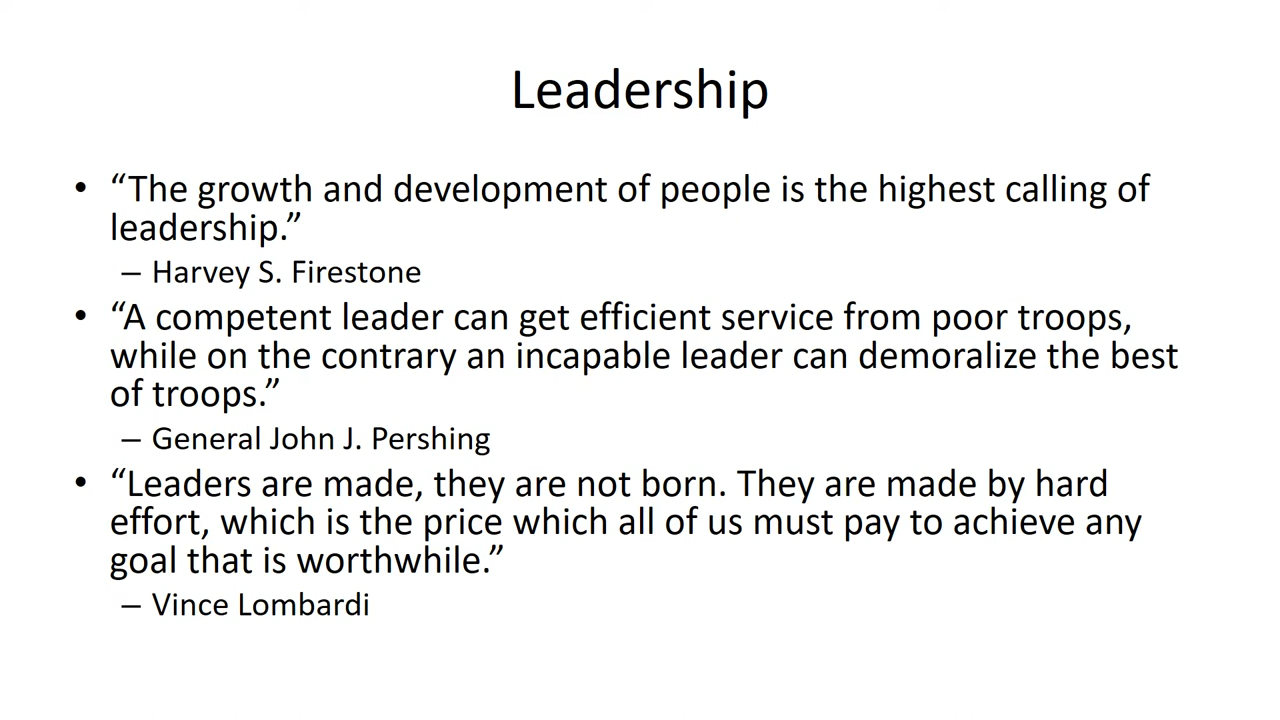 Leadership
• “The growth and development of people is the highest calling of
leadership.”
– Harvey S. Firestone
• “A competent leader can get efficient service from poor troops,
while on the contrary an incapable leader can demoralize the best
of troops.”
– General John J. Pershing
• “Leaders are made, they are not born. They are made by hard
effort, which is the price which all of us must pay to achieve any
goal that is worthwhile.”
– Vince Lombardi